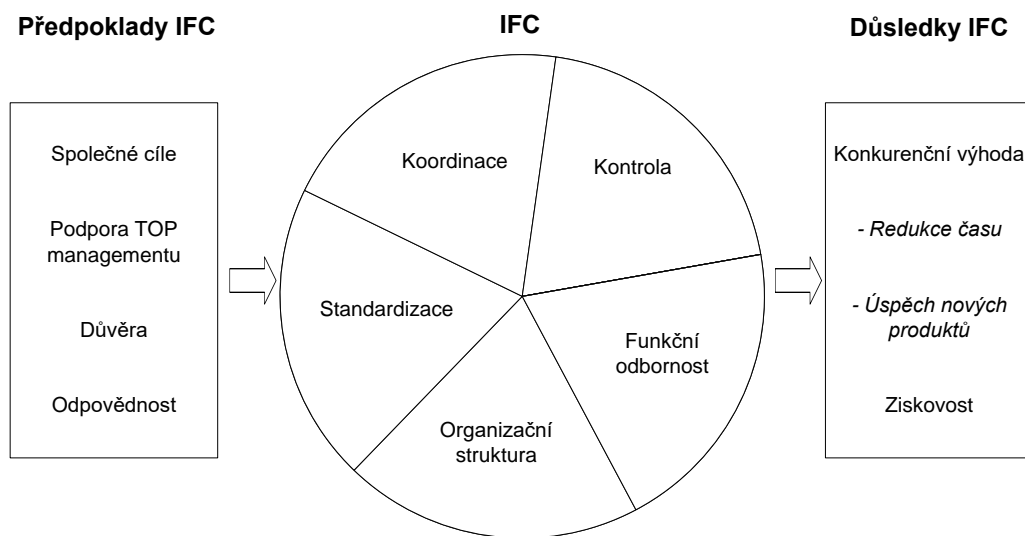 Předpoklady IFC
IFC
Důsledky IFC
Společné cíle
Podpora TOP
managementu
Důvěra
Odpovědnost
Koordinace
Kontrola
Standardizace
Funkční
odbornost
Organizační
struktura
Konkurenční výhoda
- Redukce času
- Úspěch nových
produktů
Ziskovost